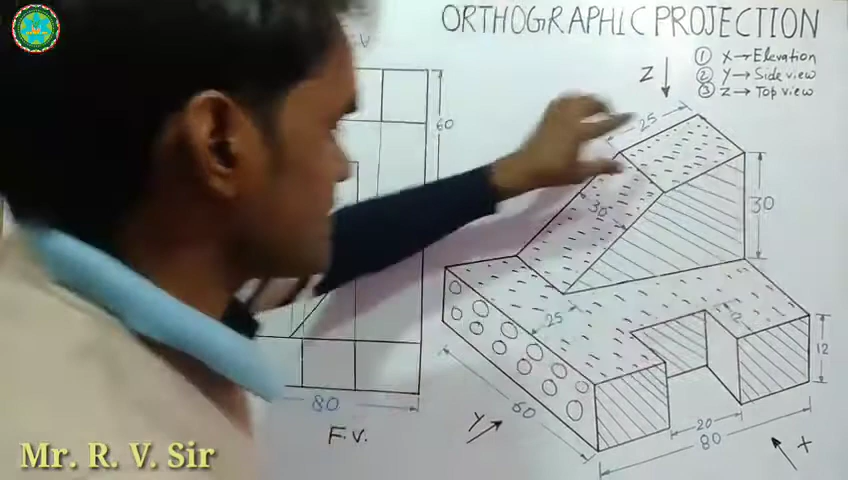 ORTHOGRAPHIC PROJECTION
① X→Elevation
② Y→Side view
③ Z→Top view
Z
25
60
30
30
25
12
60
20
80
80
Y
X
F.V.
Mr. R. V. Sir